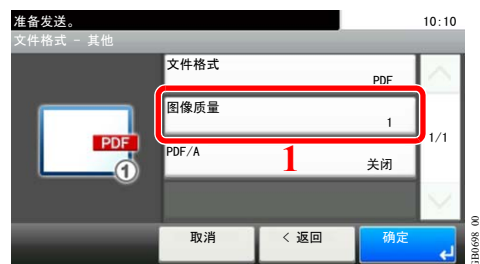 准备发送。 10:10
文件格式 - 其他
文件格式
PDF
图像质量
1
1/1
PDF
PDF/A
1
关闭
1
取消 < 返回 确定
GB0698_00